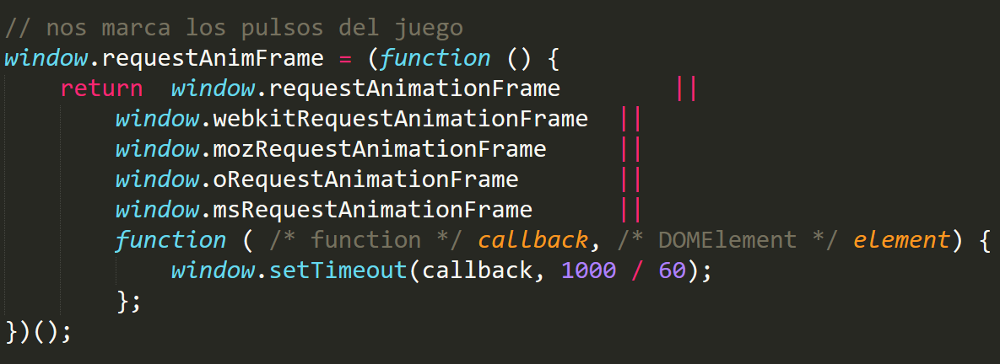 // nos marca los pulsos del juego
window.requestAnimFrame = (function () {
    return  window.requestAnimationFrame        ||
        window.webkitRequestAnimationFrame  ||
        window.mozRequestAnimationFrame     ||
        window.oRequestAnimationFrame       ||
        window.msRequestAnimationFrame      ||
        function ( /* function */ callback, /* DOMElement */ element) {
            window.setTimeout(callback, 1000 / 60);
        };
})();